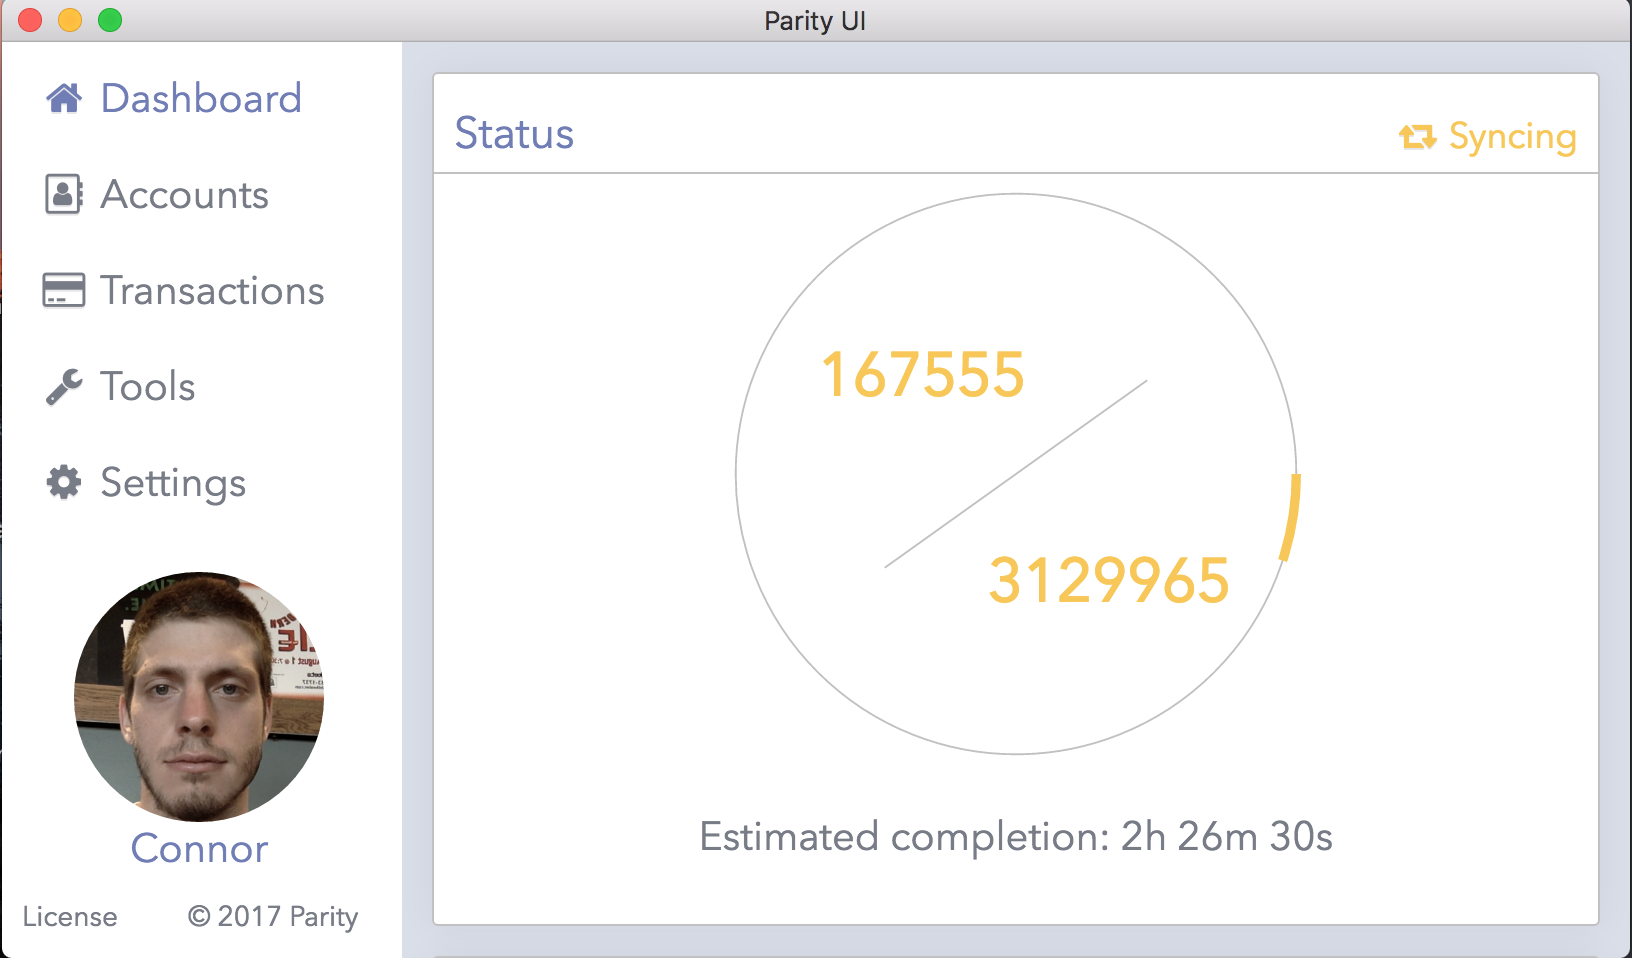 Parity UI
Dashboard
Accounts
Transactions
Tools
Settings
Connor
License
© 2017 Parity
Status
Syncing
167555
3129965
Estimated completion: 2h 26m 30s